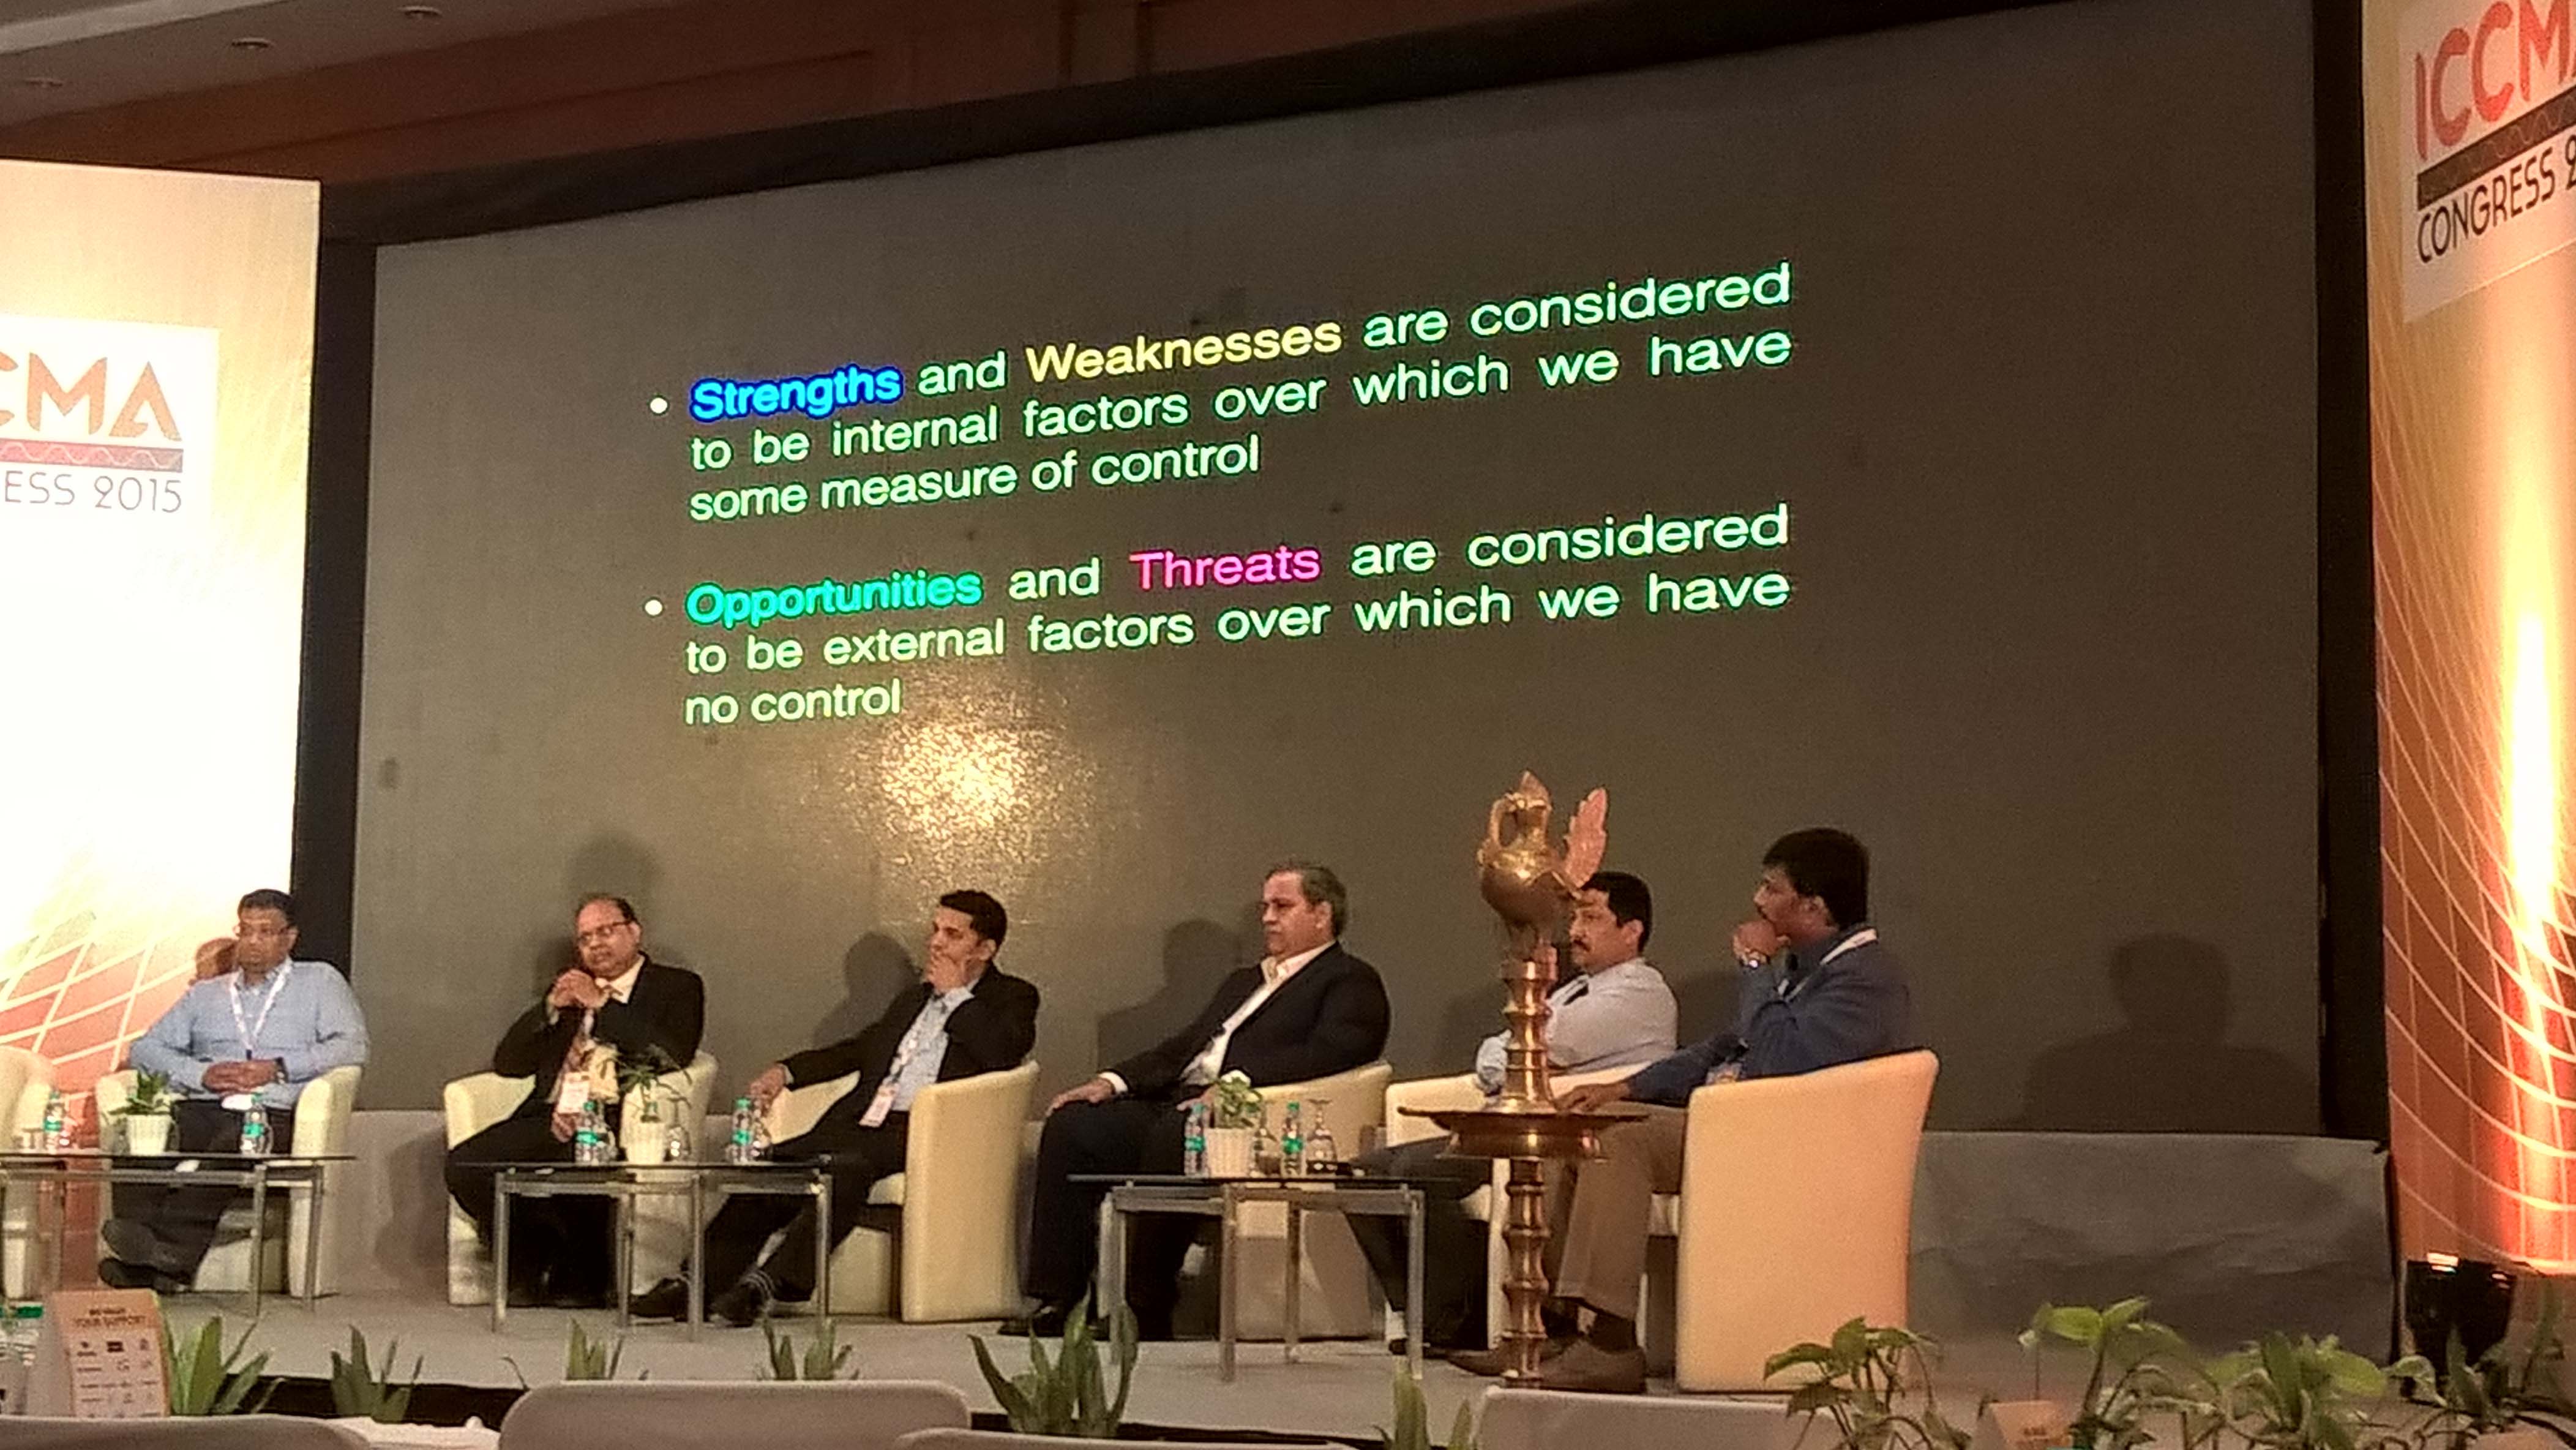 • Strengths and Weaknesses are considered
to be internal factors over which we have
some measure of control
• Opportunities and Threats are considered
to be external factors over which we have
no control
CMA
ESS 2015
ICCMA
CONGRESS 2
YOUR SUPPORT